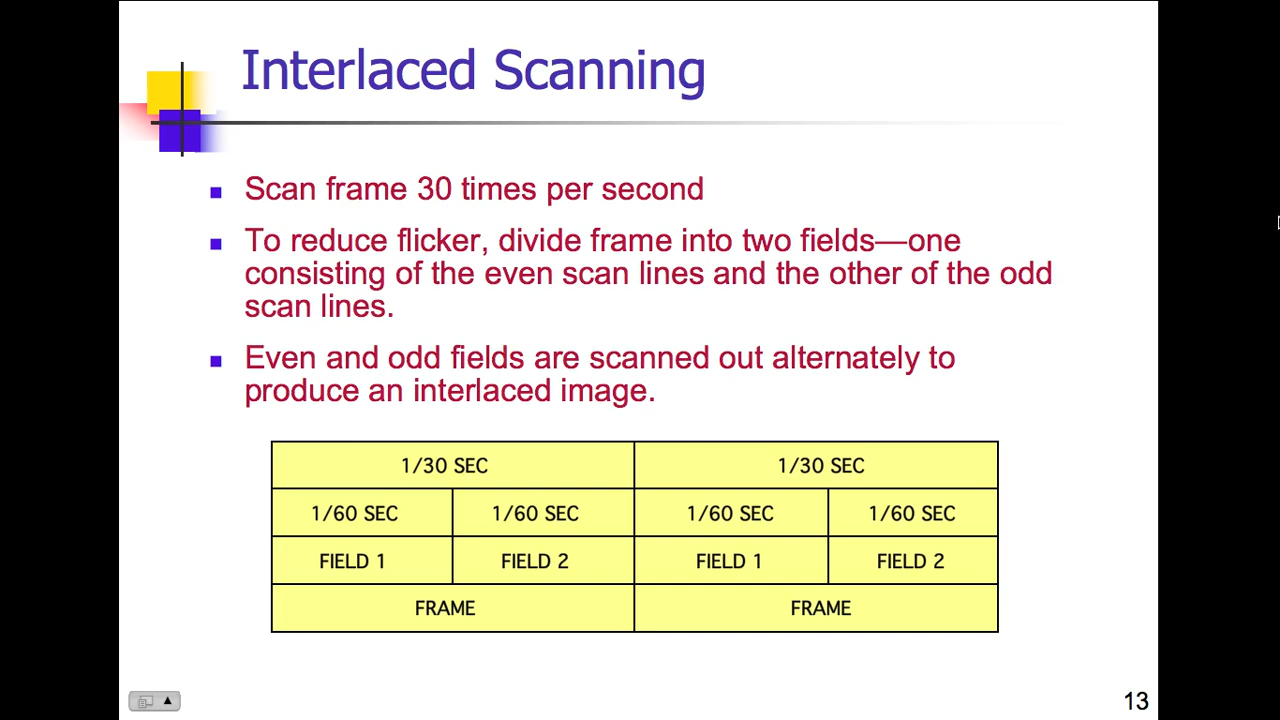 Interlaced Scanning
Scan frame 30 times per second
To reduce flicker, divide frame into two fields—one
consisting of the even scan lines and the other of the odd
scan lines.
Even and odd fields are scanned out alternately to
produce an interlaced image.
1/30 SEC 1/30 SEC
1/60 SEC 1/60 SEC 1/60 SEC 1/60 SEC
FIELD 1 FIELD 2 FIELD 1 FIELD 2
FRAME FRAME
13